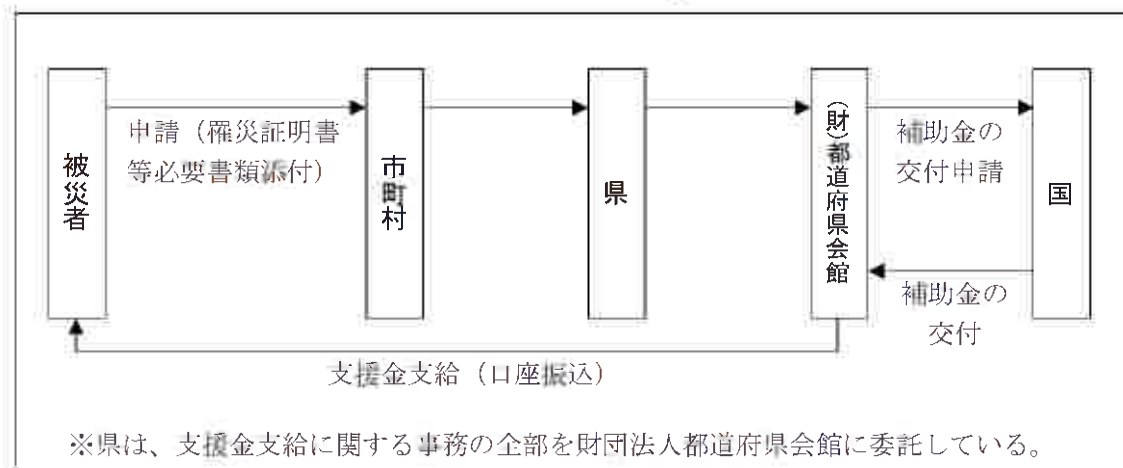 被災者
申請（罹災証明書
等必要書類添付）
市町村
県
（財）都道府県会館
補助金の
交付申請
国
補助金の
交付
支援金支給（口座振込）
※県は、支援金支給に関する事務の全部を財団法人都道府県会館に委託している。